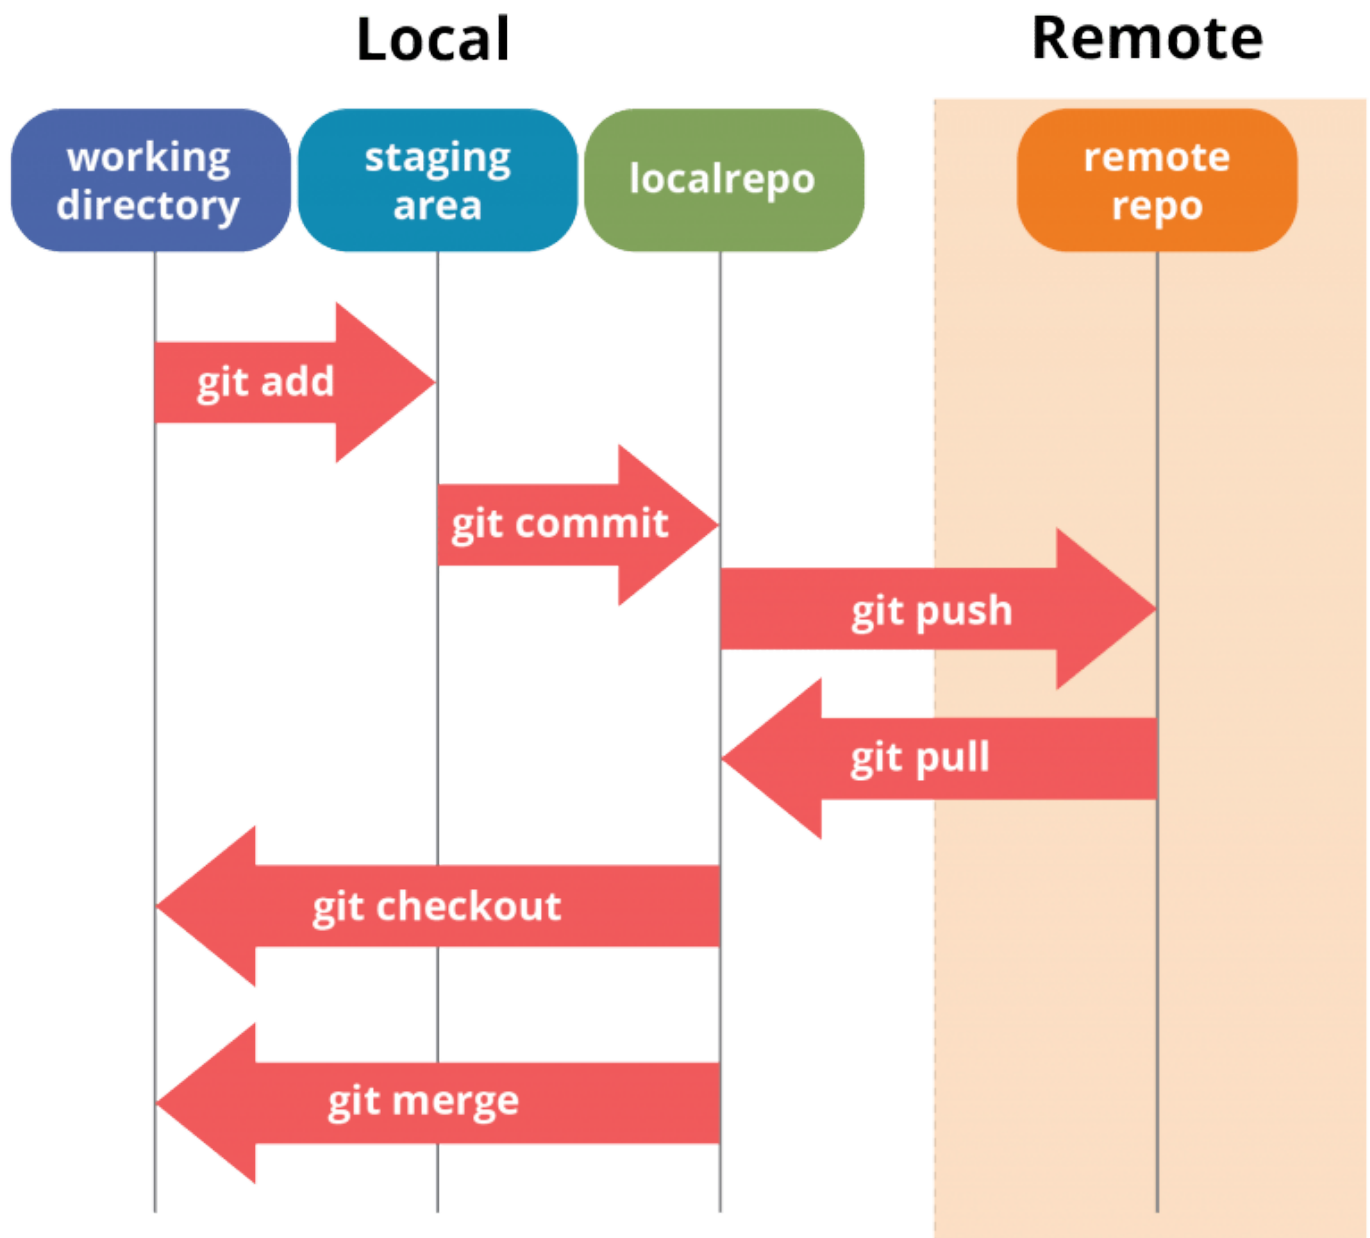 Local
Remote
working
directory
staging
area
localrepo
remote
repo
git add
git commit
git push
git pull
git checkout
git merge